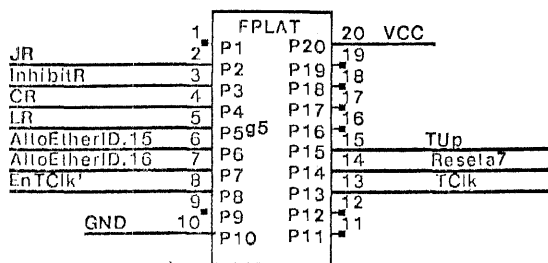 FPLAT
1 P1 P20 20 VCC
JR 2 P2 P19 19
InhibitR 3 P3 P18 18
CR 4 P4 P17 17
LR 5 P5 g5 P16 16
AltoEtherID.15 6 P6 P15 15 TUp
AltoEtherID.16 7 P7 P14 14 Reseta7
EnTClk' 8 P8 P13 13 TClk
9 P9 P12 12
GND 10 P10 P11 11